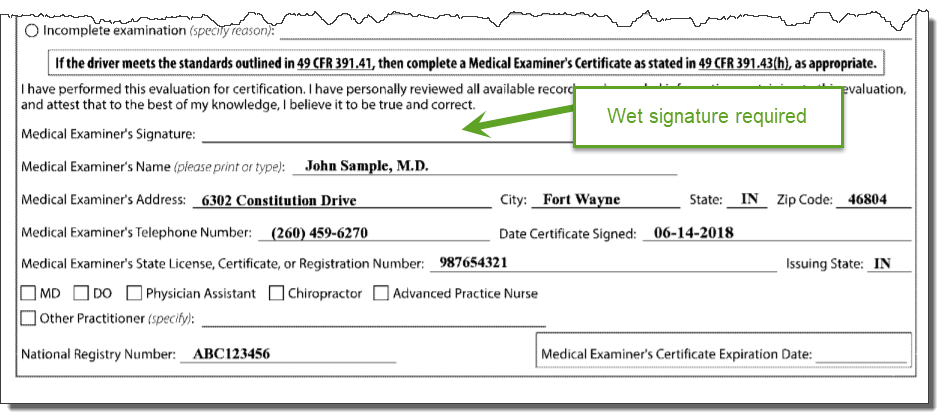 Incomplete examination (specify reason):
If the driver meets the standards outlined in 49 CFR 391.41, then complete a Medical Examiner's Certificate as stated in 49 CFR 391.43(h), as appropriate.
I have performed this evaluation for certification. I have personally reviewed all available record evaluation,
and attest that to the best of my knowledge, I believe it to be true and correct.
Wet signature required
Medical Examiner's Signature:
Medical Examiner's Name (please print or type): John Sample, M.D.
Medical Examiner's Address: 6302 Constitution Drive City: Fort Wayne State: IN Zip Code: 46804
Medical Examiner's Telephone Number: (260) 459-6270 Date Certificate Signed: 06-14-2018
Medical Examiner's State License, Certificate, or Registration Number: 987654321 Issuing State: IN
MD DO Physician Assistant Chiropractor Advanced Practice Nurse
Other Practitioner (specify):
National Registry Number: ABC123456 Medical Examiner's Certificate Expiration Date: